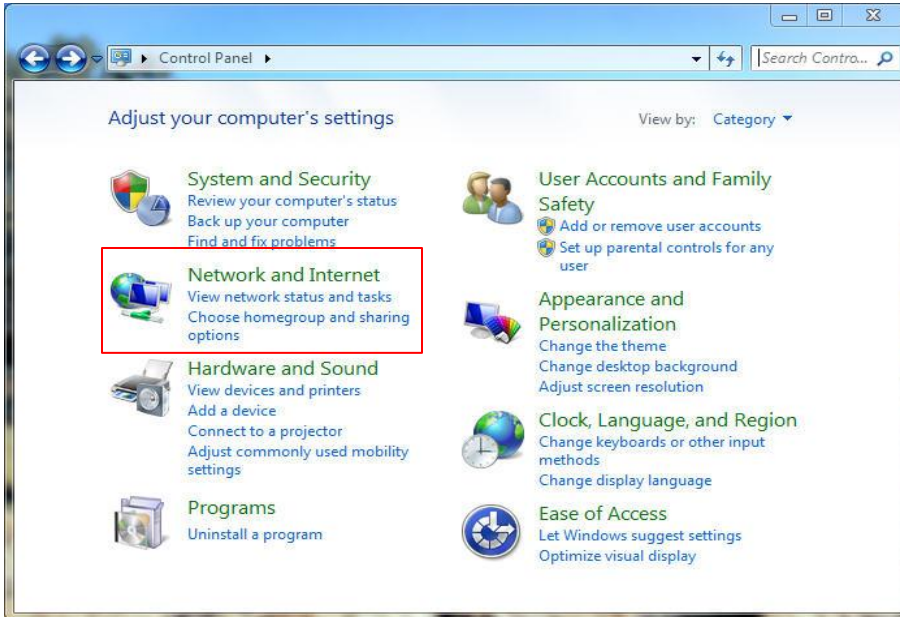 Control Panel
Search Contro...
Adjust your computer's settings
View by: Category
System and Security
Review your computer's status
Back up your computer
Find and fix problems
Network and Internet
View network status and tasks
Choose homegroup and sharing
options
Hardware and Sound
View devices and printers
Add a device
Connect to a projector
Adjust commonly used mobility
settings
Programs
Uninstall a program
User Accounts and Family
Safety
Add or remove user accounts
Set up parental controls for any
user
Appearance and
Personalization
Change the theme
Change desktop background
Adjust screen resolution
Clock, Language, and Region
Change keyboards or other input
methods
Change display language
Ease of Access
Let Windows suggest settings
Optimize visual display